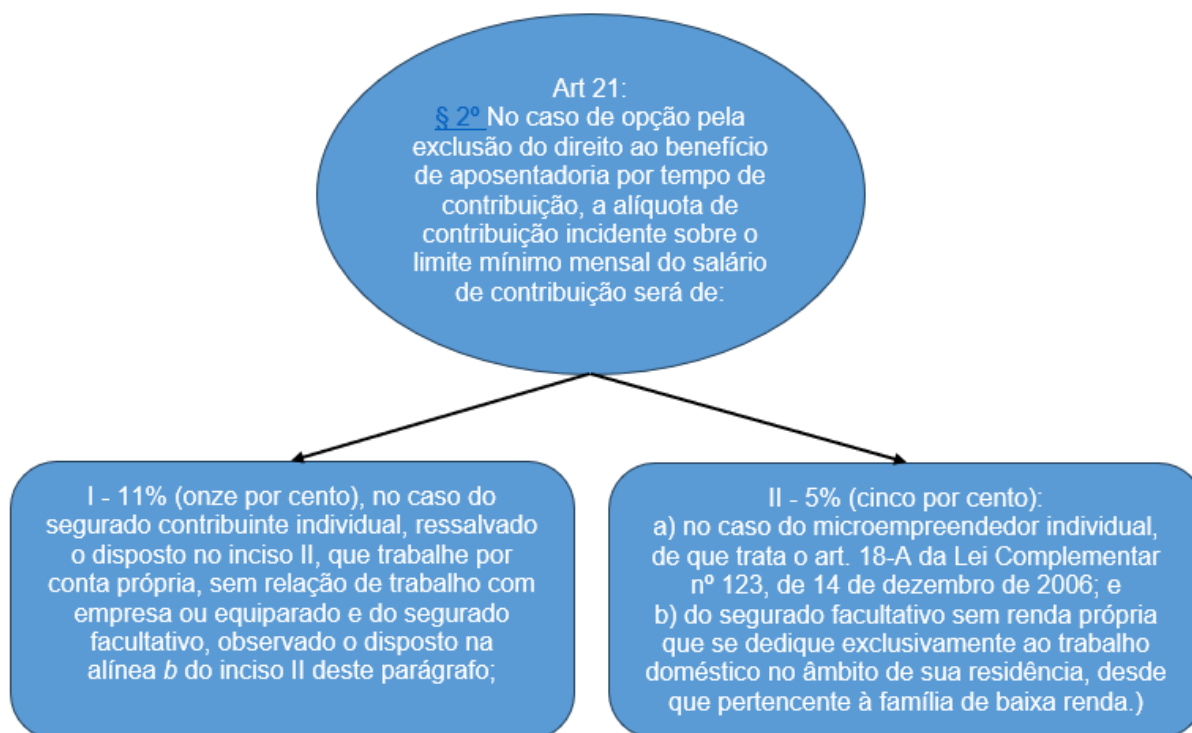 Art 21:
§ 2º No caso de opção pela
exclusão do direito ao benefício
de aposentadoria por tempo de
contribuição, a alíquota de
contribuição incidente sobre o
limite mínimo mensal do salário
de contribuição será de:
I - 11% (onze por cento), no caso do
segurado contribuinte individual, ressalvado
o disposto no inciso II, que trabalhe por
conta própria, sem relação de trabalho com
empresa ou equiparado e do segurado
facultativo, observado o disposto na
alínea b do inciso II deste parágrafo;
II - 5% (cinco por cento):
a) no caso do microempreendedor individual,
de que trata o art. 18-A da Lei Complementar
nº 123, de 14 de dezembro de 2006; e
b) do segurado facultativo sem renda própria
que se dedique exclusivamente ao trabalho
doméstico no âmbito de sua residência, desde
que pertencente à família de baixa renda.)